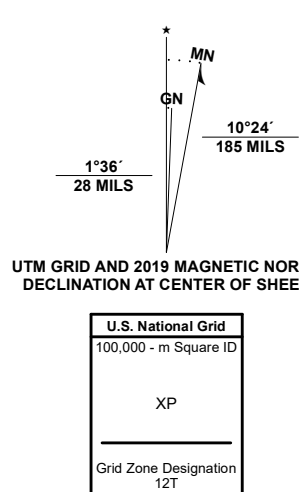 ★
MN
GN
10°24´
185 MILS
1°36´
28 MILS
UTM GRID AND 2019 MAGNETIC NOR
DECLINATION AT CENTER OF SHEE
U.S. National Grid
100,000 - m Square ID
XP
Grid Zone Designation
12T